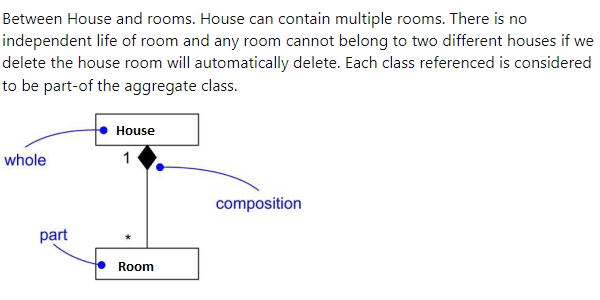 Between House and rooms. House can contain multiple rooms. There is no
independent life of room and any room cannot belong to two different houses if we
delete the house room will automatically delete. Each class referenced is considered
to be part-of the aggregate class.
House
whole
1
composition
part
*
Room